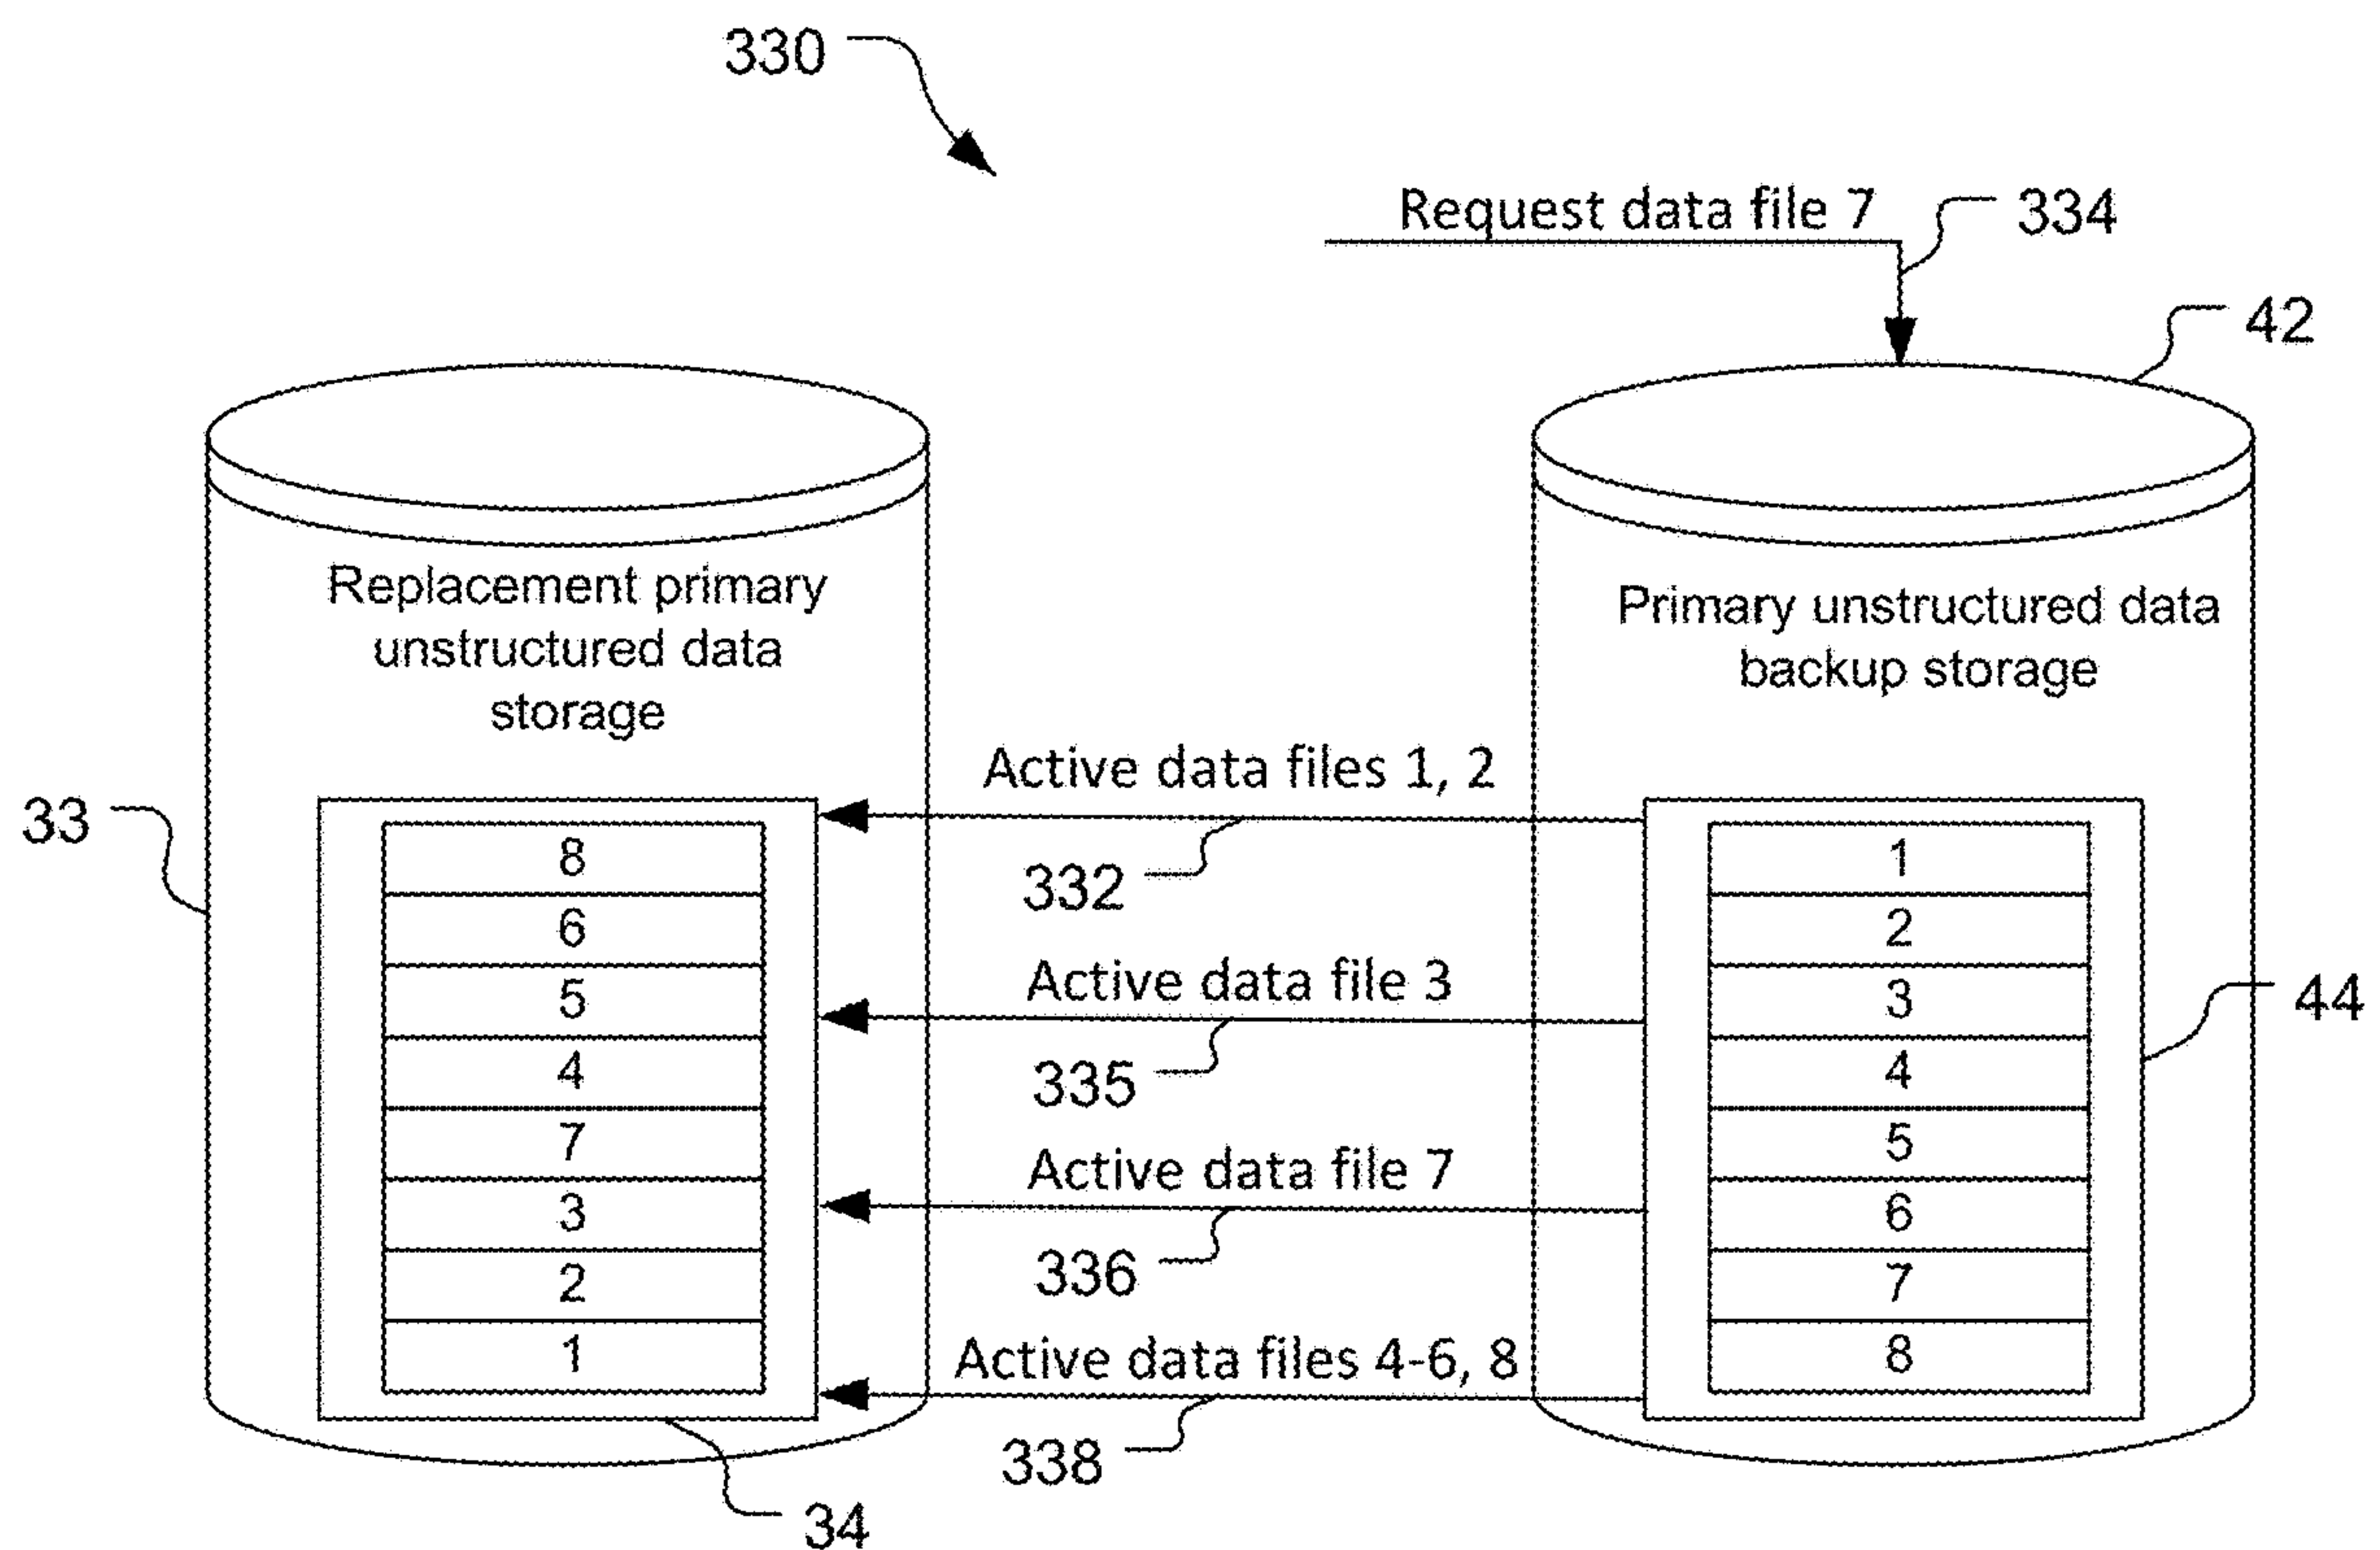 330
Request data file 7
334
42
Replacement primary
unstructured data
storage
Primary unstructured data
backup storage
33
Active data files 1, 2
332
Active data file 3
335
Active data file 7
336
Active data files 4-6, 8
338
8
6
5
4
7
3
2
1
1
2
3
4
5
6
7
8
44
34